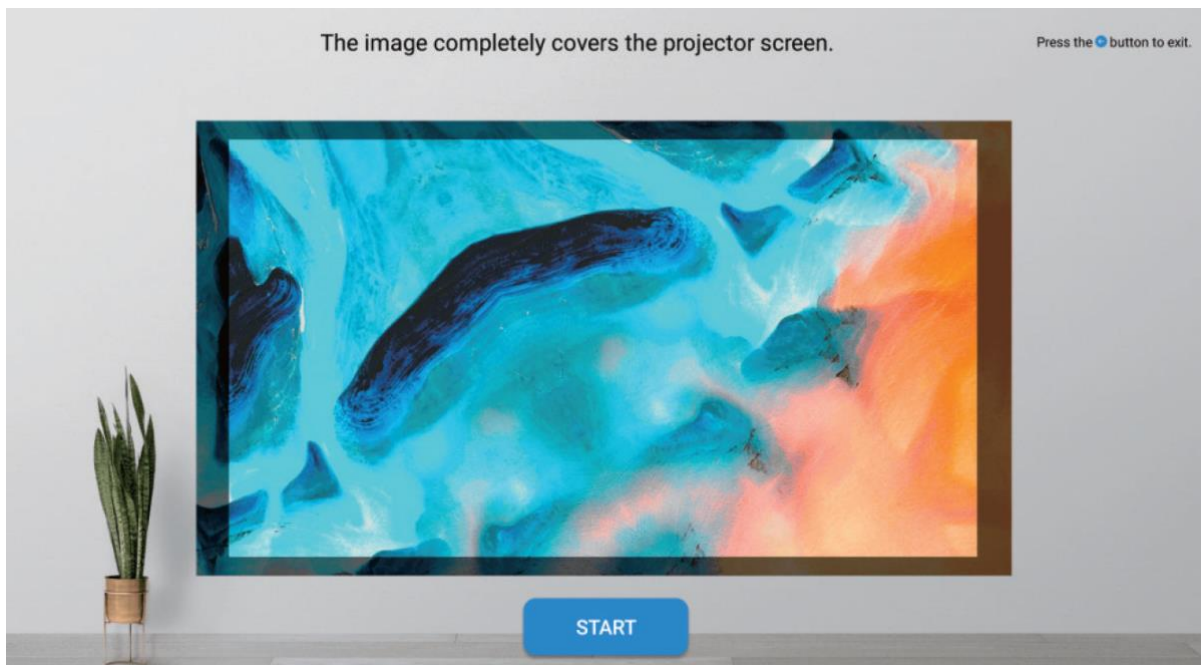 The image completely covers the projector screen.
Press the button to exit.
START